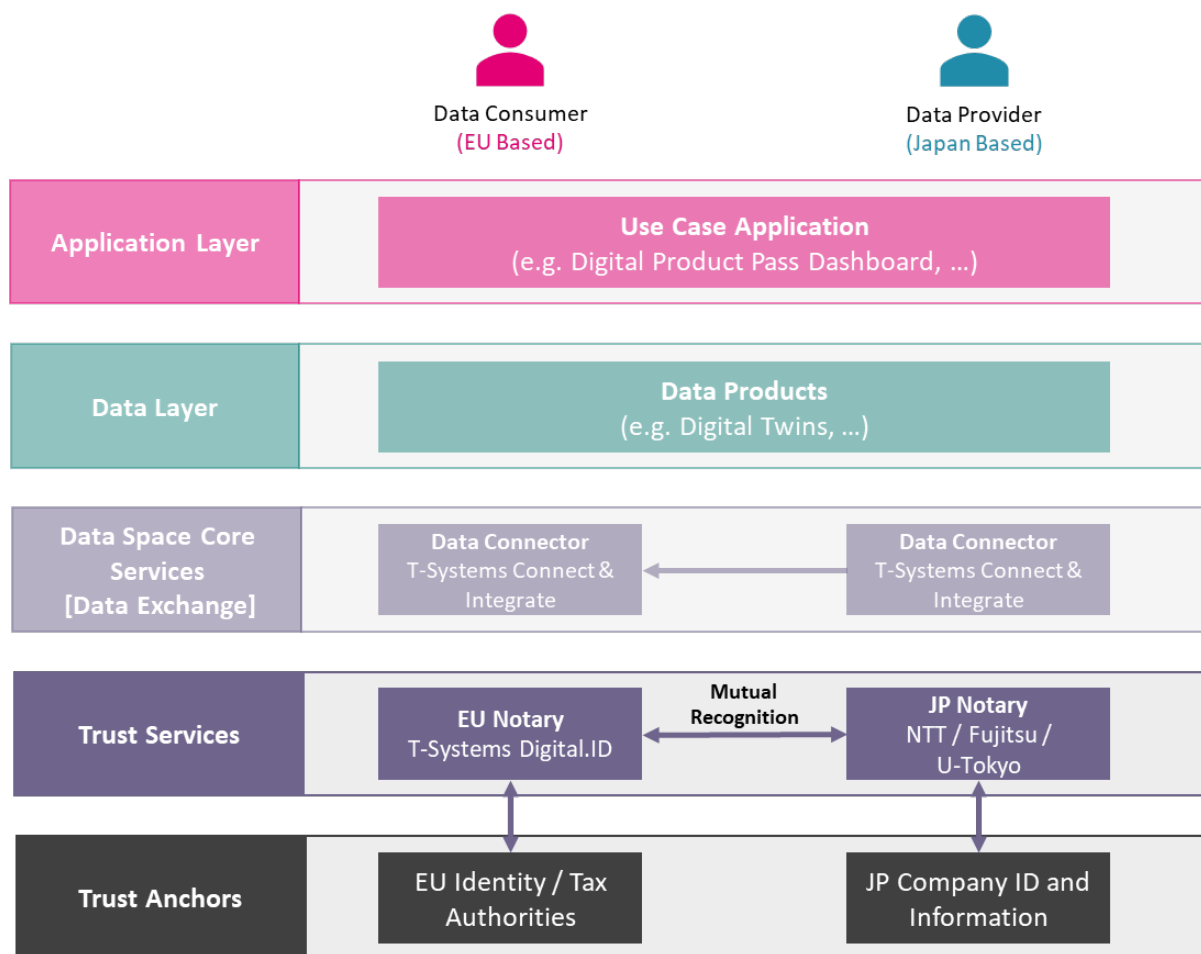 Data Consumer
(EU Based)
Data Provider
(Japan Based)
Application Layer
Use Case Application
(e.g. Digital Product Pass Dashboard, ...)
Data Layer
Data Products
(e.g. Digital Twins, ...)
Data Space Core
Services
[Data Exchange]
Data Connector
T-Systems Connect &
Integrate
Data Connector
T-Systems Connect &
Integrate
Trust Services
EU Notary
T-Systems Digital.ID
Mutual
Recognition
JP Notary
NTT / Fujitsu /
U-Tokyo
Trust Anchors
EU Identity / Tax
Authorities
JP Company ID and
Information